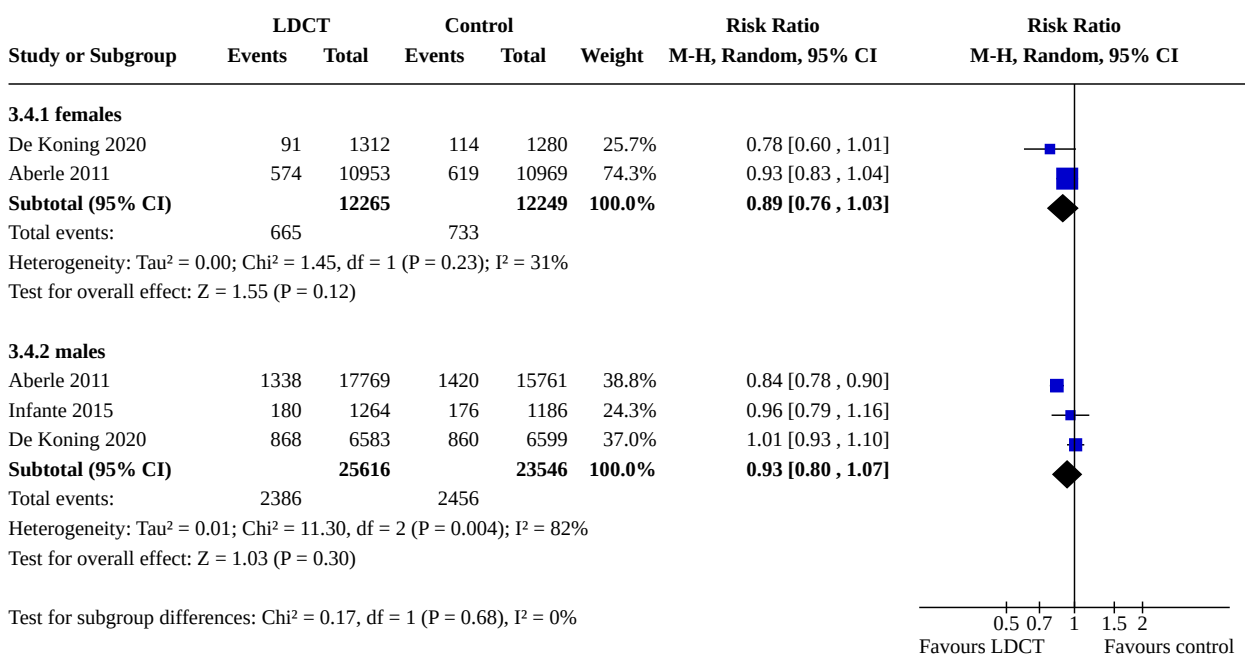 LDCT Control Risk Ratio Risk Ratio
Study or Subgroup Events Total Events Total Weight M-H, Random, 95% CI M-H, Random, 95% CI
3.4.1 females
De Koning 2020 91 1312 114 1280 25.7% 0.78 [0.60 , 1.01]
Aberle 2011 574 10953 619 10969 74.3% 0.93 [0.83 , 1.04]
Subtotal (95% CI) 12265 12249 100.0% 0.89 [0.76 , 1.03]
Total events: 665 733
Heterogeneity: Tau² = 0.00; Chi² = 1.45, df = 1 (P = 0.23); I² = 31%
Test for overall effect: Z = 1.55 (P = 0.12)
3.4.2 males
Aberle 2011 1338 17769 1420 15761 38.8% 0.84 [0.78 , 0.90]
Infante 2015 180 1264 176 1186 24.3% 0.96 [0.79 , 1.16]
De Koning 2020 868 6583 860 6599 37.0% 1.01 [0.93 , 1.10]
Subtotal (95% CI) 25616 23546 100.0% 0.93 [0.80 , 1.07]
Total events: 2386 2456
Heterogeneity: Tau² = 0.01; Chi² = 11.30, df = 2 (P = 0.004); I² = 82%
Test for overall effect: Z = 1.03 (P = 0.30)
Test for subgroup differences: Chi² = 0.17, df = 1 (P = 0.68), I² = 0%
0.5 0.7 1 1.5 2
Favours LDCT Favours control